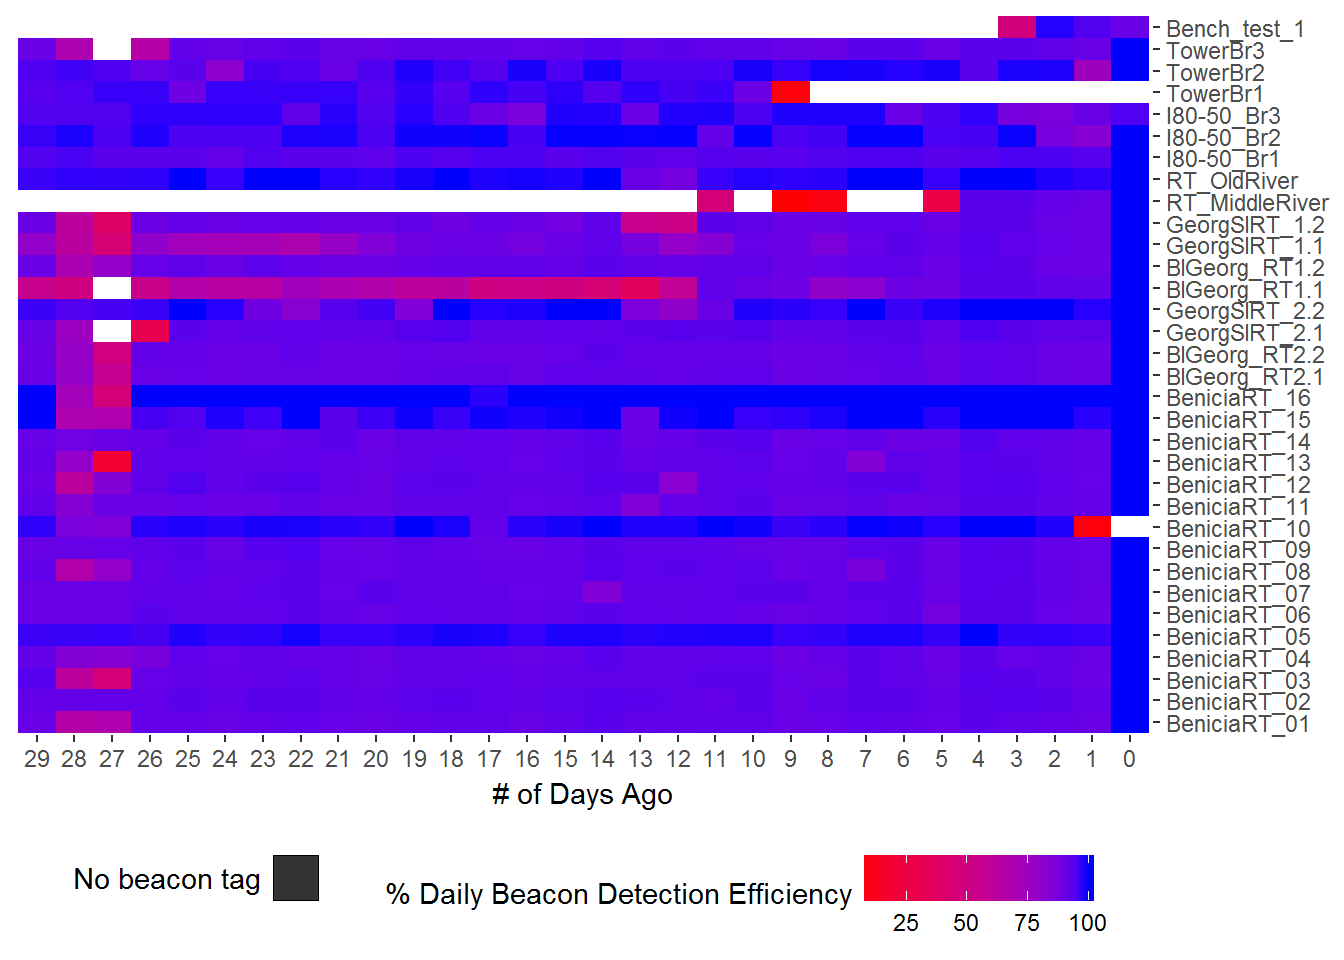 Bench_test_1
TowerBr3
TowerBr2
TowerBr1
I80-50_Br3
I80-50_Br2
I80-50_Br1
RT_OldRiver
RT_MiddleRiver
GeorgSlRT_1.2
GeorgSlRT_1.1
BlGeorg_RT1.2
BlGeorg_RT1.1
GeorgSlRT_2.2
GeorgSlRT_2.1
BlGeorg_RT2.2
BlGeorg_RT2.1
BeniciaRT_16
BeniciaRT_15
BeniciaRT_14
BeniciaRT_13
BeniciaRT_12
BeniciaRT_11
BeniciaRT_10
BeniciaRT_09
BeniciaRT_08
BeniciaRT_07
BeniciaRT_06
BeniciaRT_05
BeniciaRT_04
BeniciaRT_03
BeniciaRT_02
BeniciaRT_01
29 28 27 26 25 24 23 22 21 20 19 18 17 16 15 14 13 12 11 10 9 8 7 6 5 4 3 2 1 0
# of Days Ago
No beacon tag
% Daily Beacon Detection Efficiency
25 50 75 100